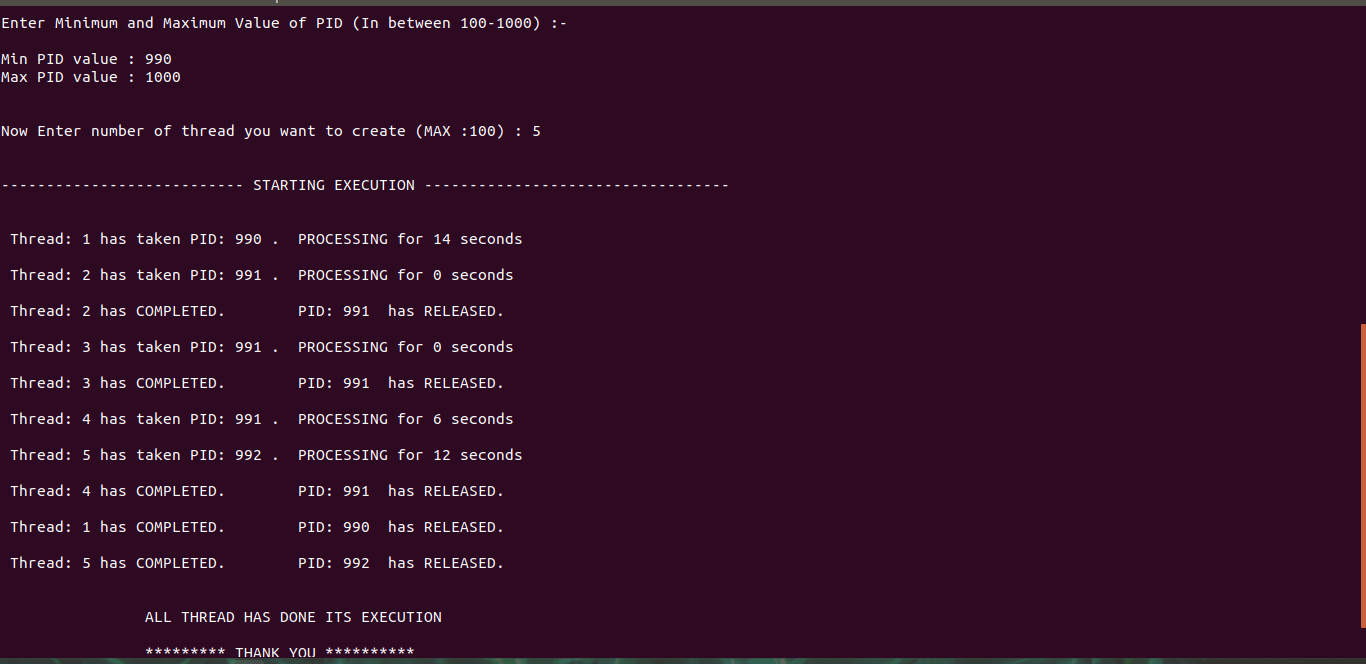 Enter Minimum and Maximum Value of PID (In between 100-1000) :-
Min PID value : 990
Max PID value : 1000
Now Enter number of thread you want to create (MAX :100) : 5
--------------------------- STARTING EXECUTION ----------------------------------
Thread: 1 has taken PID: 990 .  PROCESSING for 14 seconds
Thread: 2 has taken PID: 991 .  PROCESSING for 0 seconds
Thread: 2 has COMPLETED.        PID: 991  has RELEASED.
Thread: 3 has taken PID: 991 .  PROCESSING for 0 seconds
Thread: 3 has COMPLETED.        PID: 991  has RELEASED.
Thread: 4 has taken PID: 991 .  PROCESSING for 6 seconds
Thread: 5 has taken PID: 992 .  PROCESSING for 12 seconds
Thread: 4 has COMPLETED.        PID: 991  has RELEASED.
Thread: 1 has COMPLETED.        PID: 990  has RELEASED.
Thread: 5 has COMPLETED.        PID: 992  has RELEASED.
ALL THREAD HAS DONE ITS EXECUTION
********* THANK YOU **********